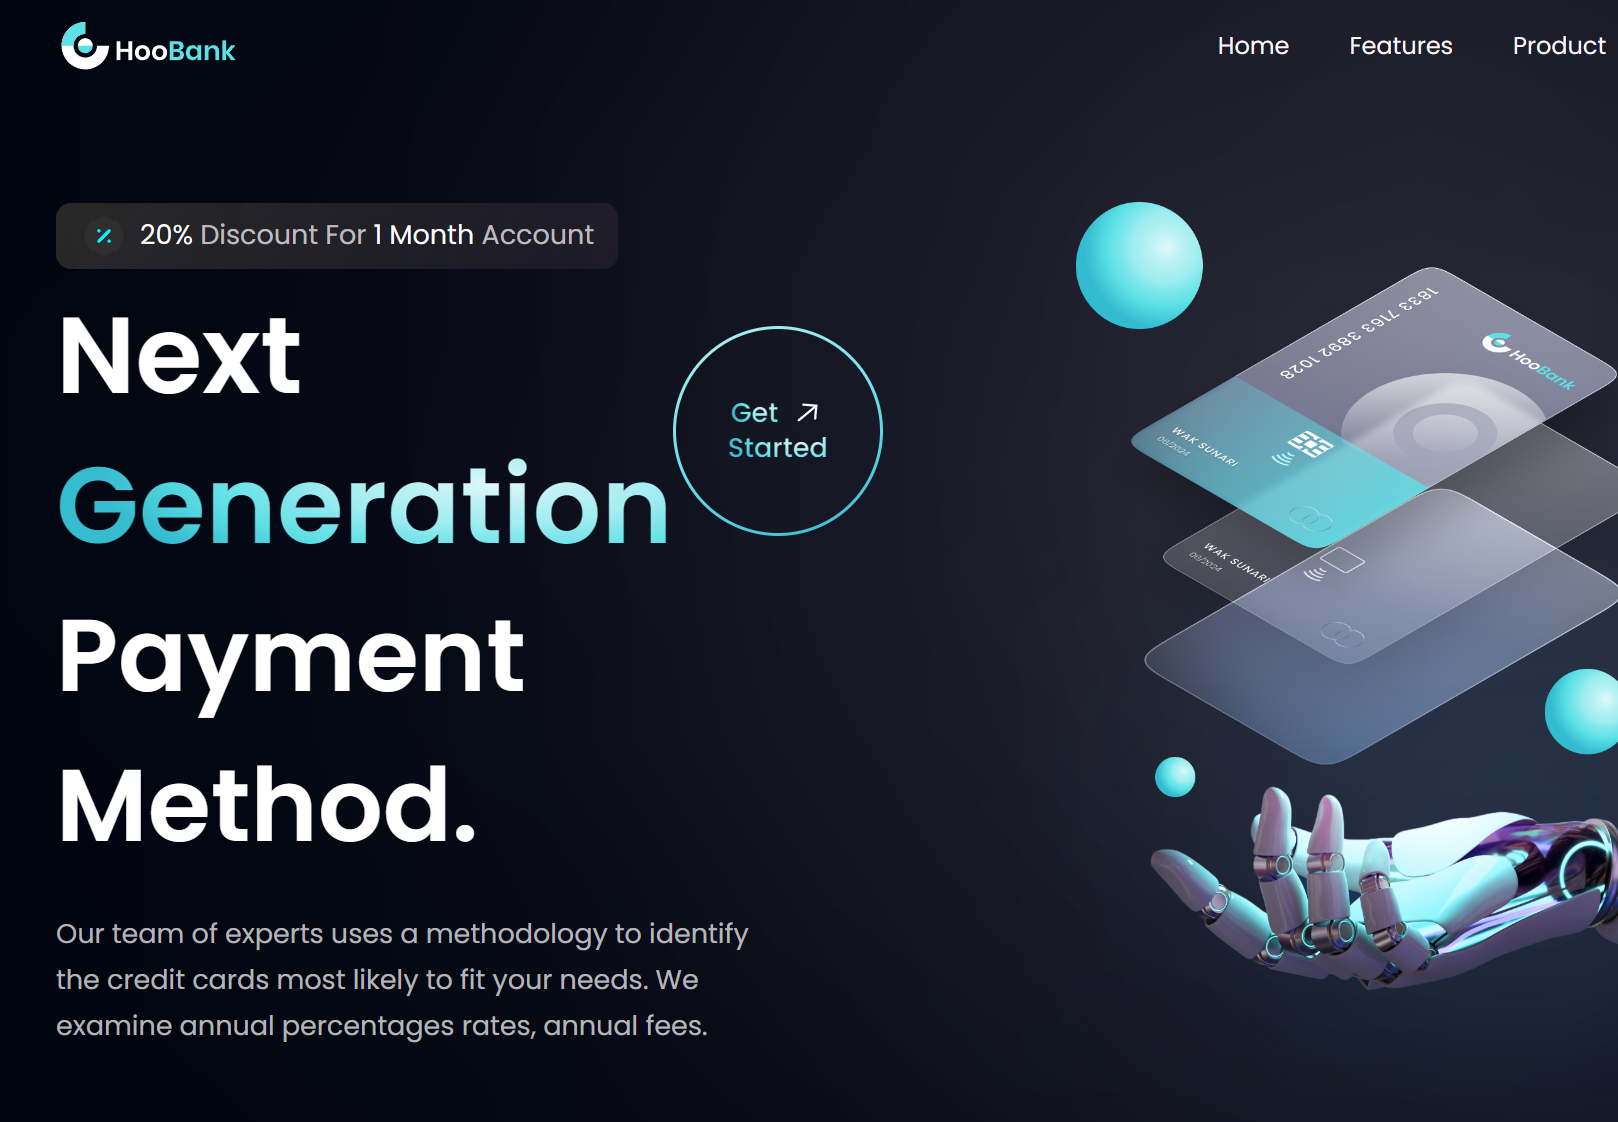 HooBank
Home Features Product
20% Discount For 1 Month Account
Next
Generation
Payment
Method.
Get
Started
Our team of experts uses a methodology to identify
the credit cards most likely to fit your needs. We
examine annual percentages rates, annual fees.
1833 7163 3892 1028
HooBank
WAK SUNARI
06/2024
WAK SUNARI
06/2024